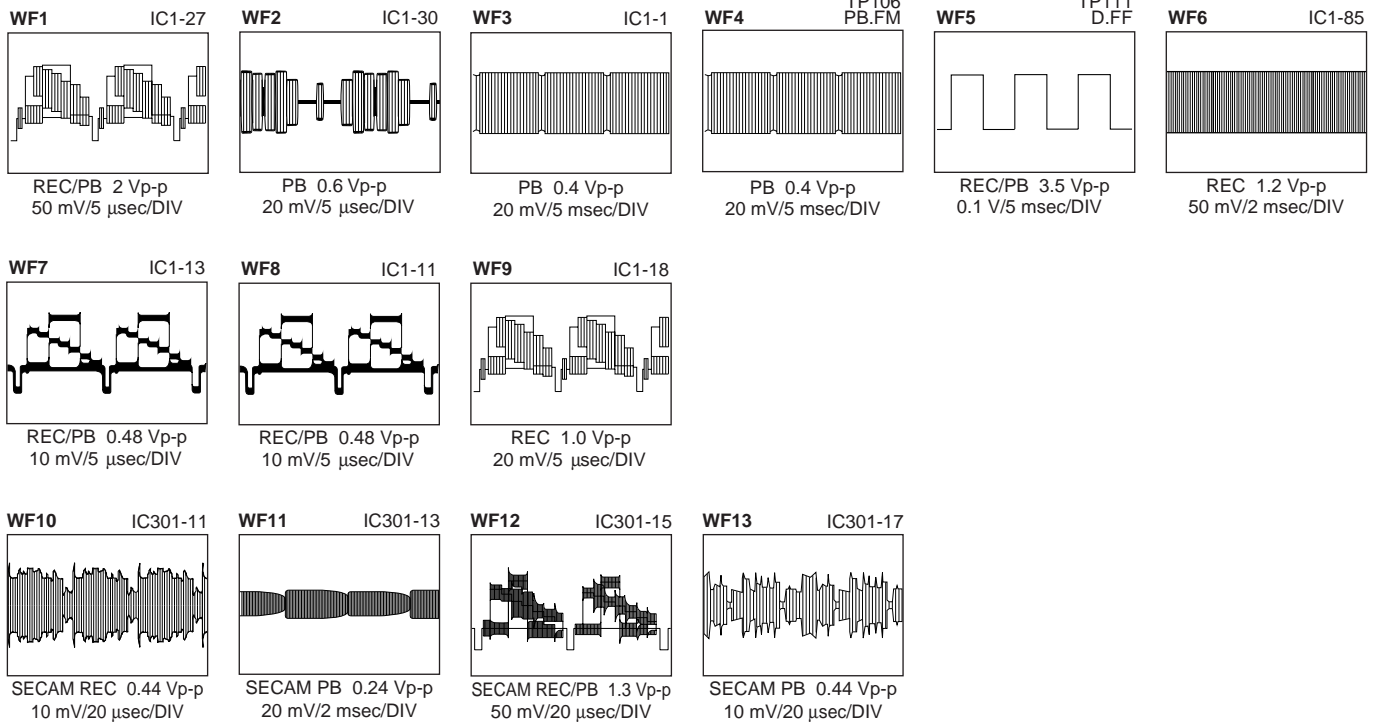 WF1 IC1-27
REC/PB 2 Vp-p
50 mV/5 μsec/DIV
WF2 IC1-30
PB 0.6 Vp-p
20 mV/5 μsec/DIV
WF3 IC1-1
PB 0.4 Vp-p
20 mV/5 msec/DIV
TP106
WF4 PB.FM
PB 0.4 Vp-p
20 mV/5 msec/DIV
TP111
WF5 D.FF
REC/PB 3.5 Vp-p
0.1 V/5 msec/DIV
WF6 IC1-85
REC 1.2 Vp-p
50 mV/2 msec/DIV
WF7 IC1-13
REC/PB 0.48 Vp-p
10 mV/5 μsec/DIV
WF8 IC1-11
REC/PB 0.48 Vp-p
10 mV/5 μsec/DIV
WF9 IC1-18
REC 1.0 Vp-p
20 mV/5 μsec/DIV
WF10 IC301-11
SECAM REC 0.44 Vp-p
10 mV/20 μsec/DIV
WF11 IC301-13
SECAM PB 0.24 Vp-p
20 mV/2 msec/DIV
WF12 IC301-15
SECAM REC/PB 1.3 Vp-p
50 mV/20 μsec/DIV
WF13 IC301-17
SECAM PB 0.44 Vp-p
10 mV/20 μsec/DIV